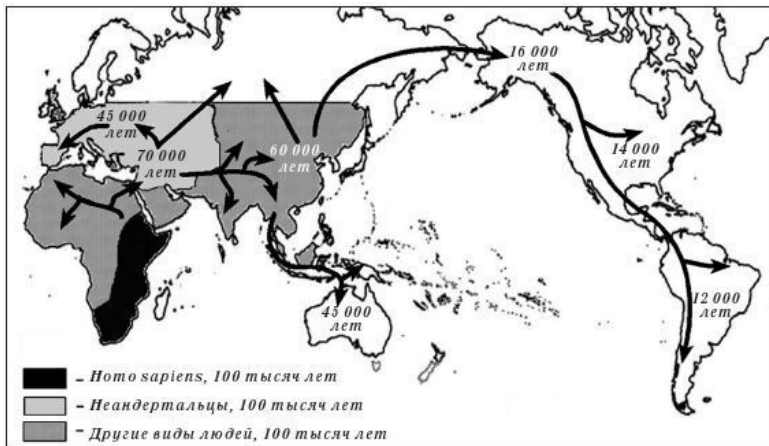 16 000
лет
45 000
лет
70 000
лет
60 000
лет
14 000
лет
45 000
лет
12 000
лет
– Homo sapiens, 100 тысяч лет
– Неандертальцы, 100 тысяч лет
– Другие виды людей, 100 тысяч лет